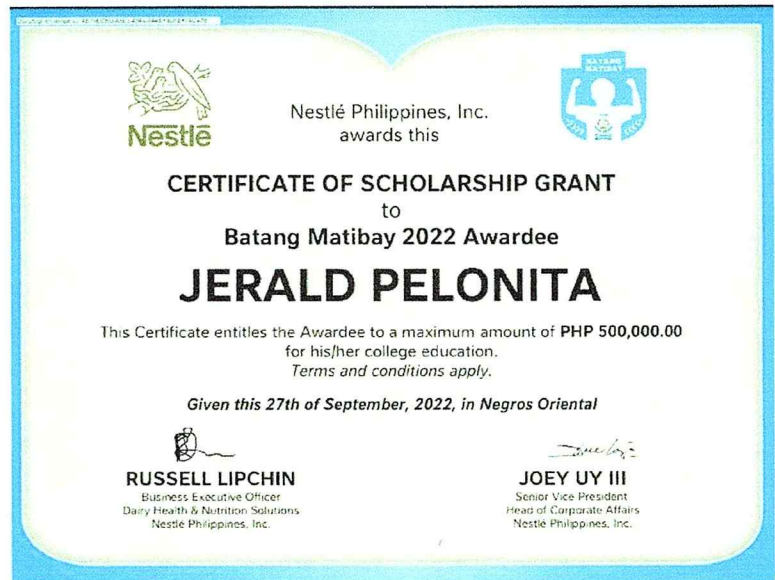 BATANG
MATIBAY
Nestlé
Nestlé Philippines, Inc.
awards this
CERTIFICATE OF SCHOLARSHIP GRANT
to
Batang Matibay 2022 Awardee
JERALD PELONITA
This Certificate entitles the Awardee to a maximum amount of PHP 500,000.00
for his/her college education.
Terms and conditions apply.
Given this 27th of September, 2022, in Negros Oriental
RUSSELL LIPCHIN
Business Executive Officer
Dairy Health & Nutrition Solutions
Nestlé Philippines, Inc.
JOEY UY III
Senior Vice President
Head of Corporate Affairs
Nestlé Philippines, Inc.